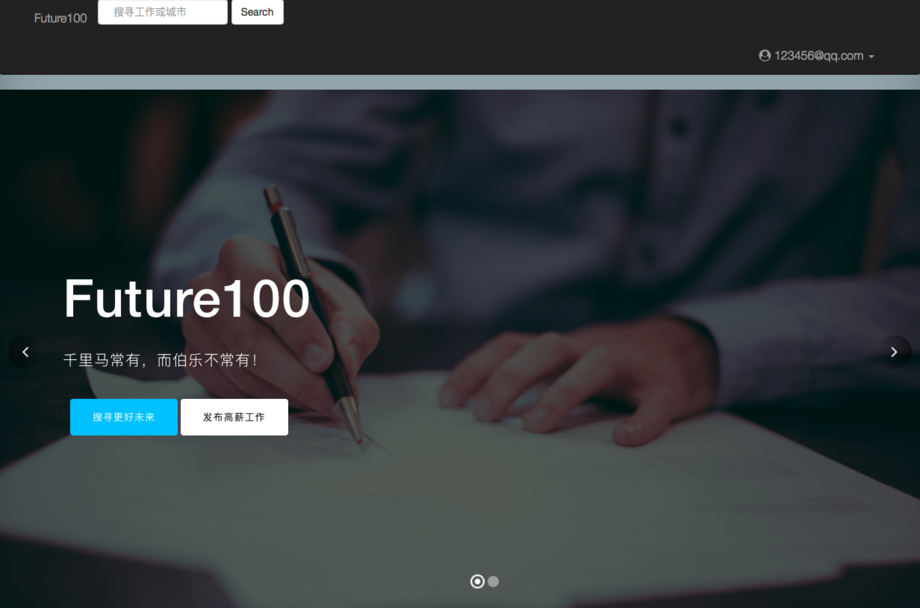 Future100
搜寻工作或城市
Search
123456@qq.com
Future100
千里马常有，而伯乐不常有！
搜寻更好未来
发布高薪工作